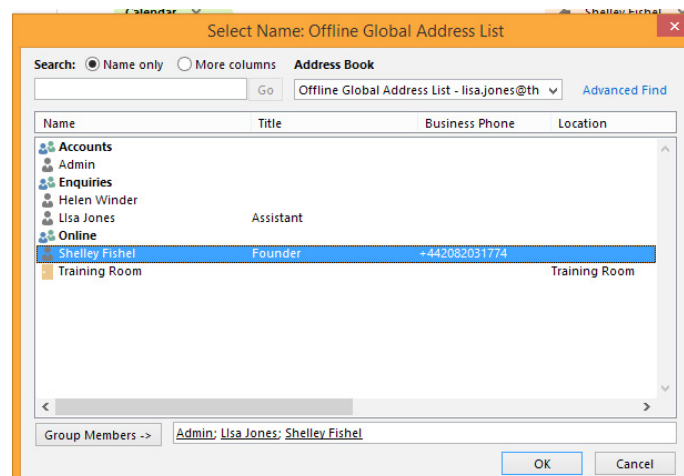 Calendar Shelley Fishel
Select Name: Offline Global Address List
Search: Name only More columns Address Book
Go Offline Global Address List - lisa.jones@th Advanced Find
Name Title Business Phone Location
Accounts
Admin
Enquiries
Helen Winder
LIsa Jones Assistant
Online
Shelley Fishel Founder +442082031774
Training Room Training Room
Group Members -> Admin; LIsa Jones; Shelley Fishel
OK Cancel